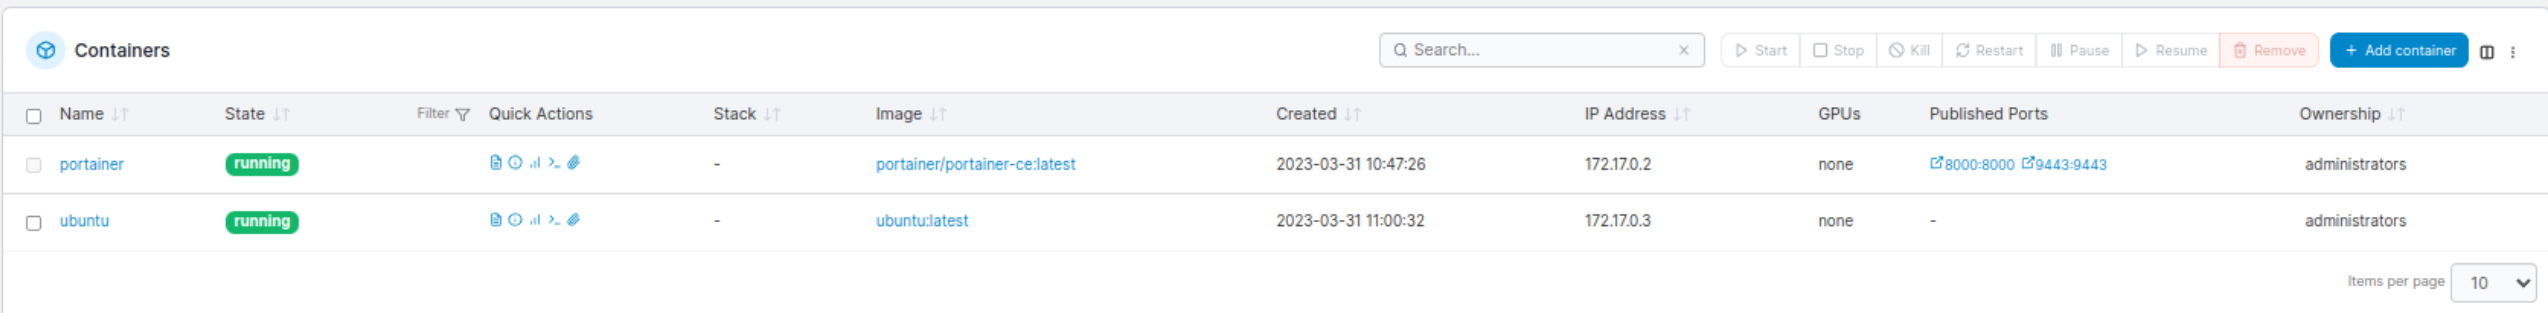 Containers Search... Start Stop Kill Restart Pause Resume Remove + Add container
Name State Filter Quick Actions Stack Image Created IP Address GPUs Published Ports Ownership
portainer running - portainer/portainer-ce:latest 2023-03-31 10:47:26 172.17.0.2 none 8000:8000 9443:9443 administrators
ubuntu running - ubuntu:latest 2023-03-31 11:00:32 172.17.0.3 none - administrators
Items per page 10